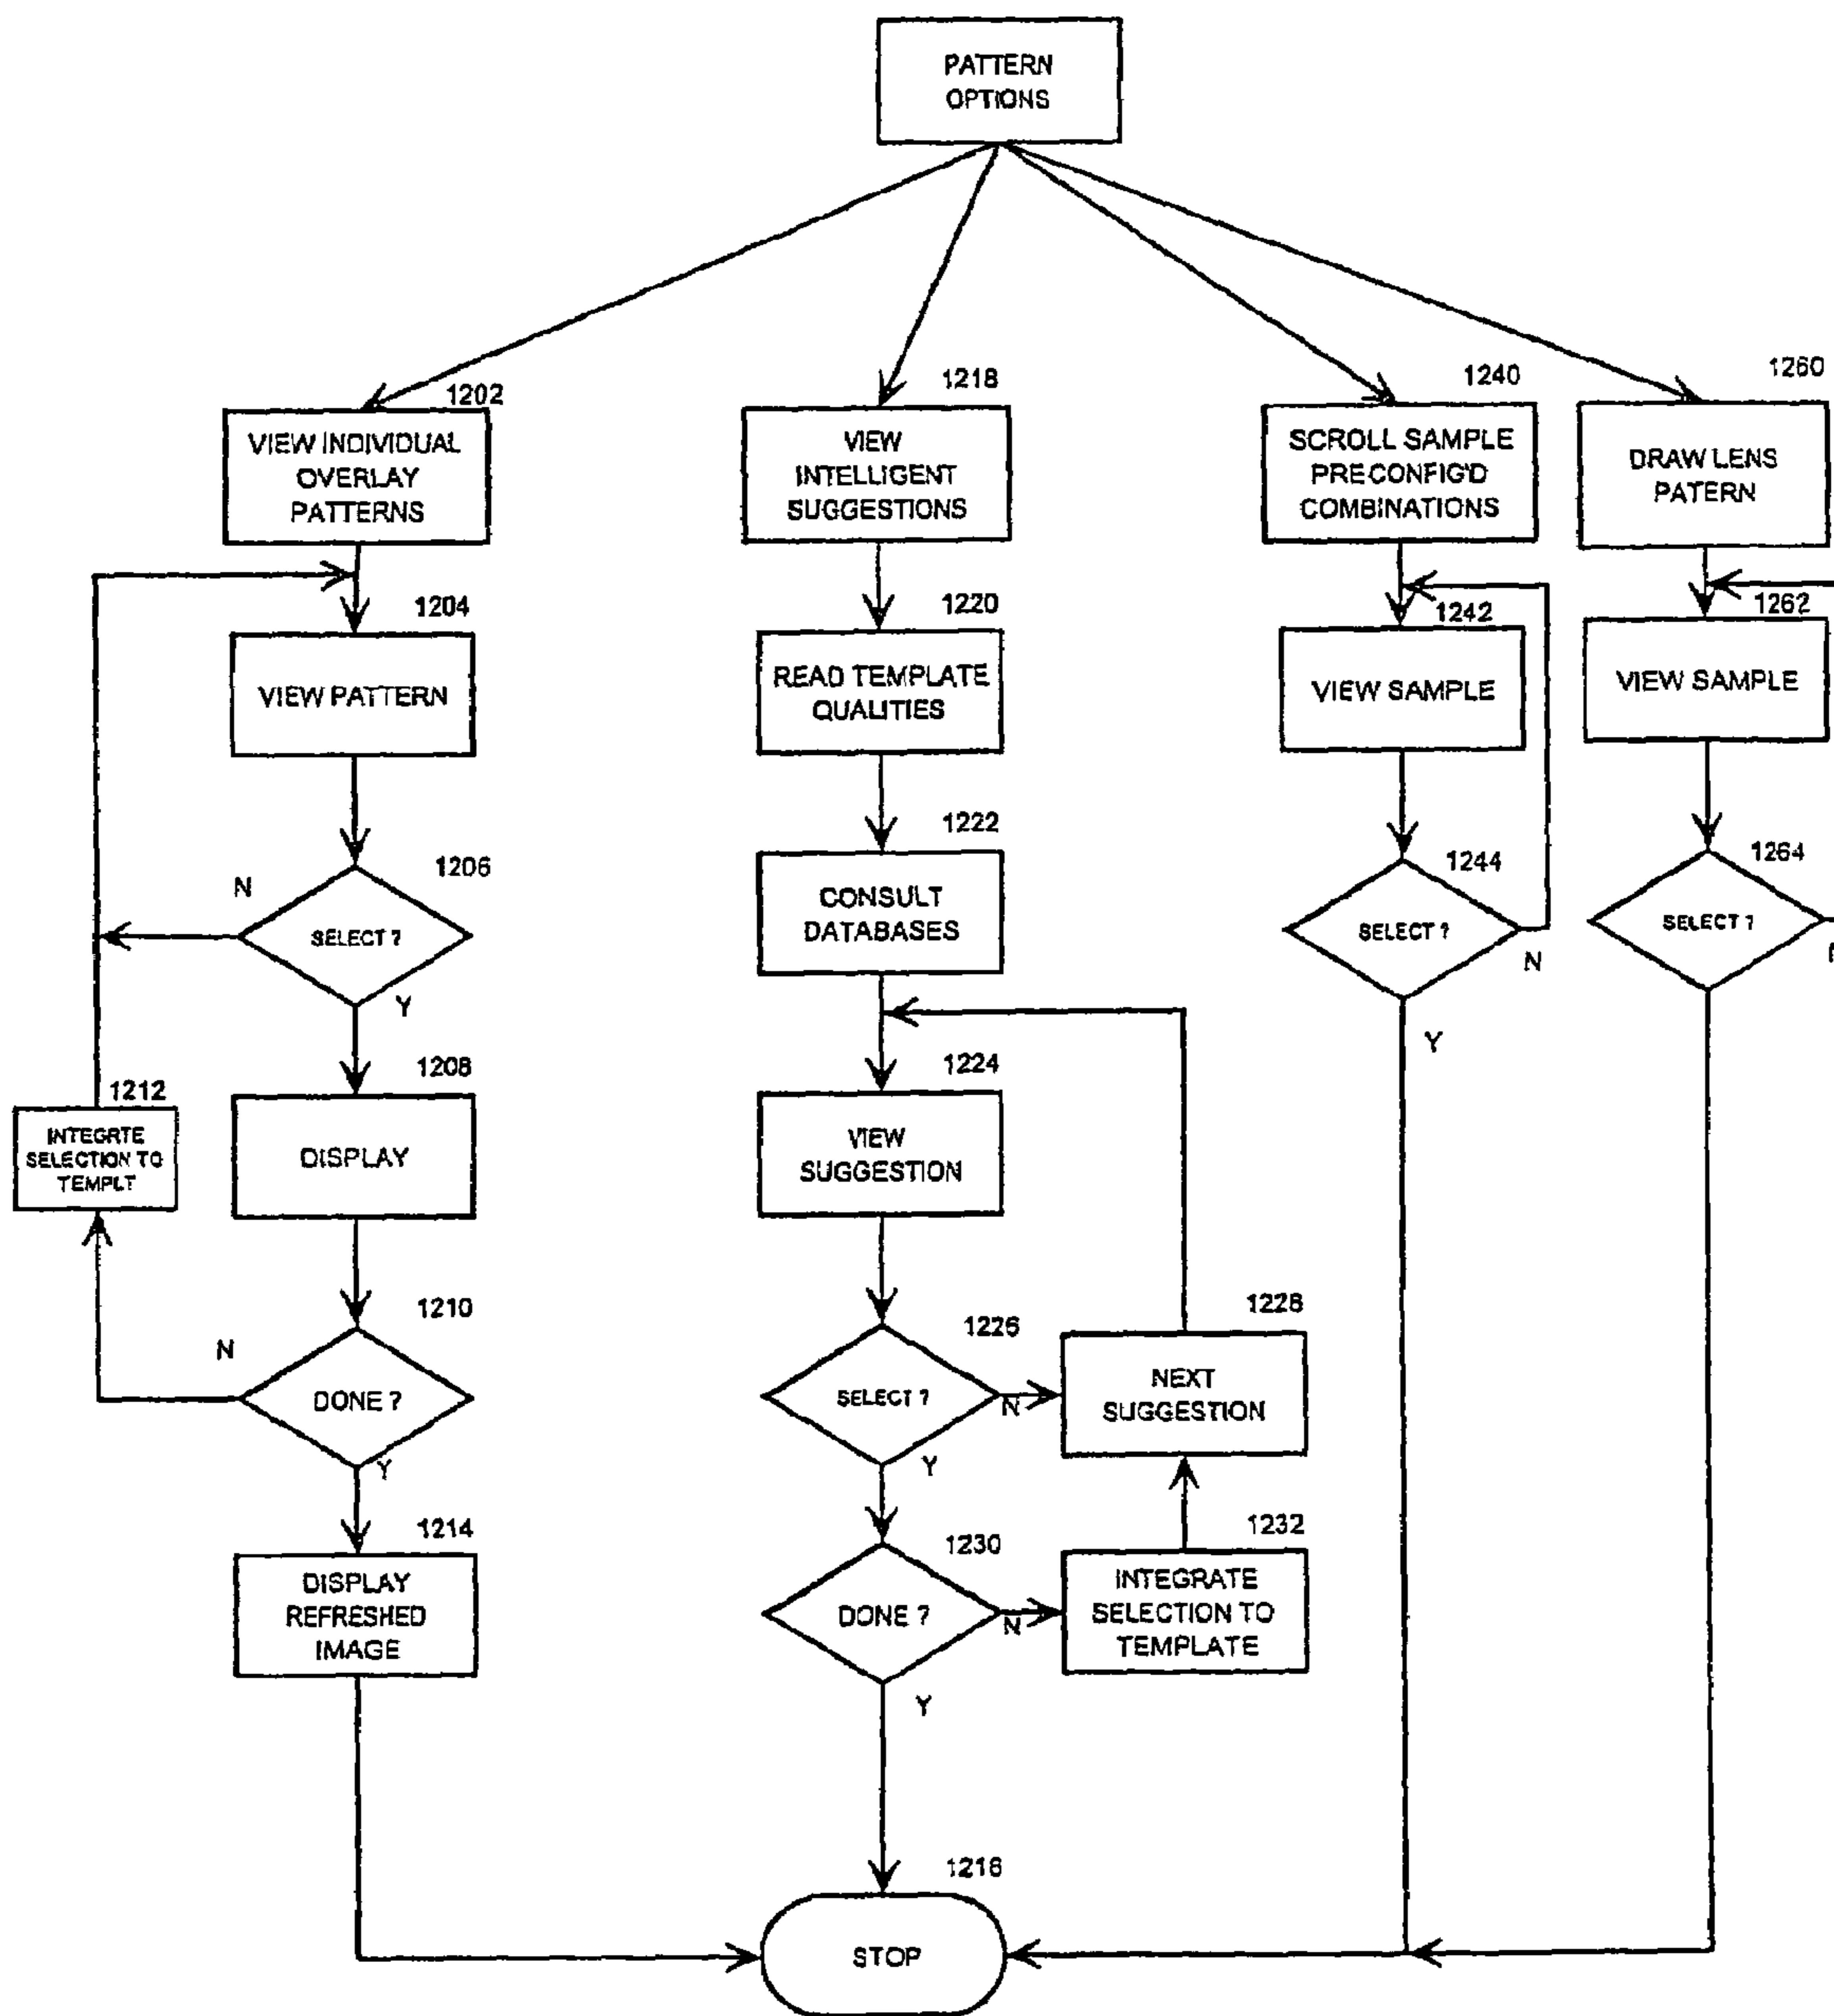 PATTERN
OPTIONS
1202
VIEW INDIVIDUAL
OVERLAY
PATTERNS
1204
VIEW PATTERN
1206
SELECT ?
N
Y
1208
DISPLAY
1212
INTEGRTE
SELECTION TO
TEMPLT
1210
DONE ?
N
Y
1214
DISPLAY
REFRESHED
IMAGE
1218
VIEW
INTELLIGENT
SUGGESTIONS
1220
READ TEMPLATE
QUALITIES
1222
CONSULT
DATABASES
1224
VIEW
SUGGESTION
1226
SELECT ?
N
Y
1228
NEXT
SUGGESTION
1230
DONE ?
N
Y
1232
INTEGRATE
SELECTION TO
TEMPLATE
1216
STOP
1240
SCROLL SAMPLE
PRECONFIG'D
COMBINATIONS
1242
VIEW SAMPLE
1244
SELECT ?
N
Y
1260
DRAW LENS
PATERN
1262
VIEW SAMPLE
1264
SELECT ?